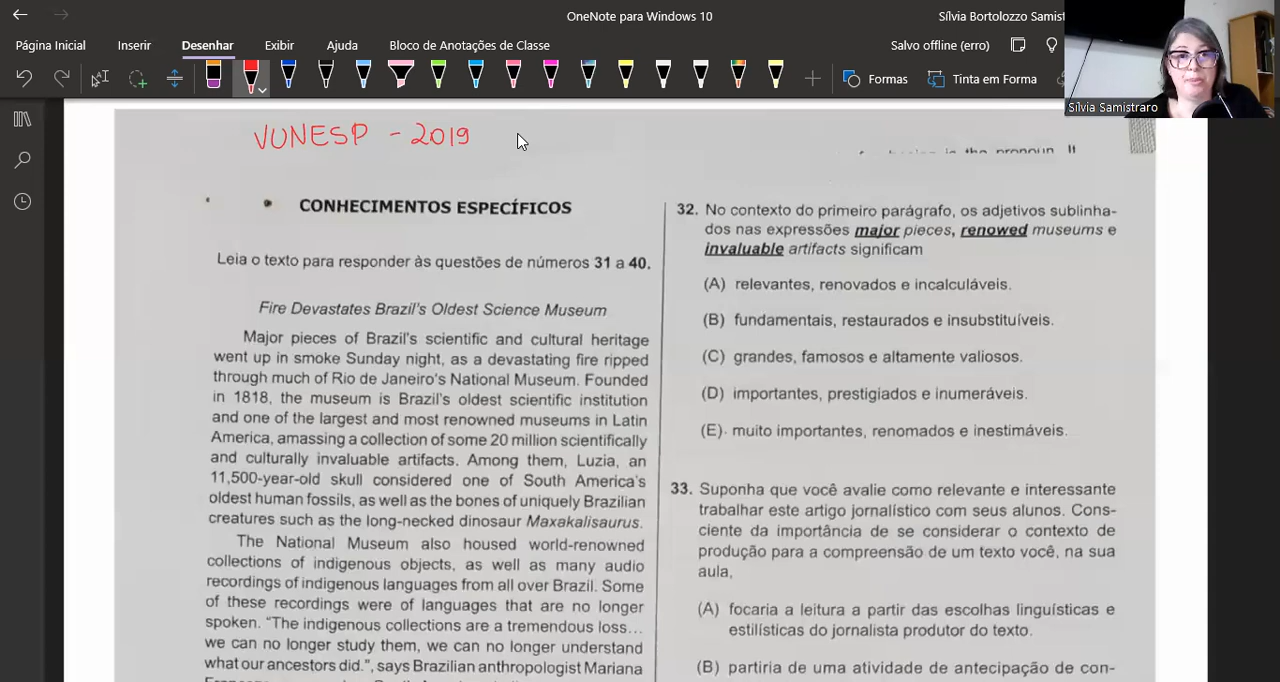 OneNote para Windows 10
Sílvia Bortolozzo Samist
Página Inicial
Inserir
Desenhar
Exibir
Ajuda
Bloco de Anotações de Classe
Salvo offline (erro)
Formas
Tinta em Forma
Sílvia Samistraro
VUNESP - 2019
is the pronoun. It
CONHECIMENTOS ESPECÍFICOS
Leia o texto para responder às questões de números 31 a 40.
Fire Devastates Brazil's Oldest Science Museum
Major pieces of Brazil's scientific and cultural heritage
went up in smoke Sunday night, as a devastating fire ripped
through much of Rio de Janeiro's National Museum. Founded
in 1818, the museum is Brazil's oldest scientific institution
and one of the largest and most renowned museums in Latin
America, amassing a collection of some 20 million scientifically
and culturally invaluable artifacts. Among them, Luzia, an
11,500-year-old skull considered one of South America's
oldest human fossils, as well as the bones of uniquely Brazilian
creatures such as the long-necked dinosaur Maxakalisaurus.
The National Museum also housed world-renowned
collections of indigenous objects, as well as many audio
recordings of indigenous languages from all over Brazil. Some
of these recordings were of languages that are no longer
spoken. “The indigenous collections are a tremendous loss...
we can no longer study them, we can no longer understand
what our ancestors did.”, says Brazilian anthropologist Mariana
32. No contexto do primeiro parágrafo, os adjetivos sublinha-
dos nas expressões major pieces, renowed museums e
invaluable artifacts significam
(A) relevantes, renovados e incalculáveis.
(B) fundamentais, restaurados e insubstituíveis.
(C) grandes, famosos e altamente valiosos.
(D) importantes, prestigiados e inumeráveis.
(E) muito importantes, renomados e inestimáveis.
33. Suponha que você avalie como relevante e interessante
trabalhar este artigo jornalístico com seus alunos. Cons-
ciente da importância de se considerar o contexto de
produção para a compreensão de um texto você, na sua
aula,
(A) focaria a leitura a partir das escolhas linguísticas e
estilísticas do jornalista produtor do texto.
(B) partiria de uma atividade de antecipação de con-